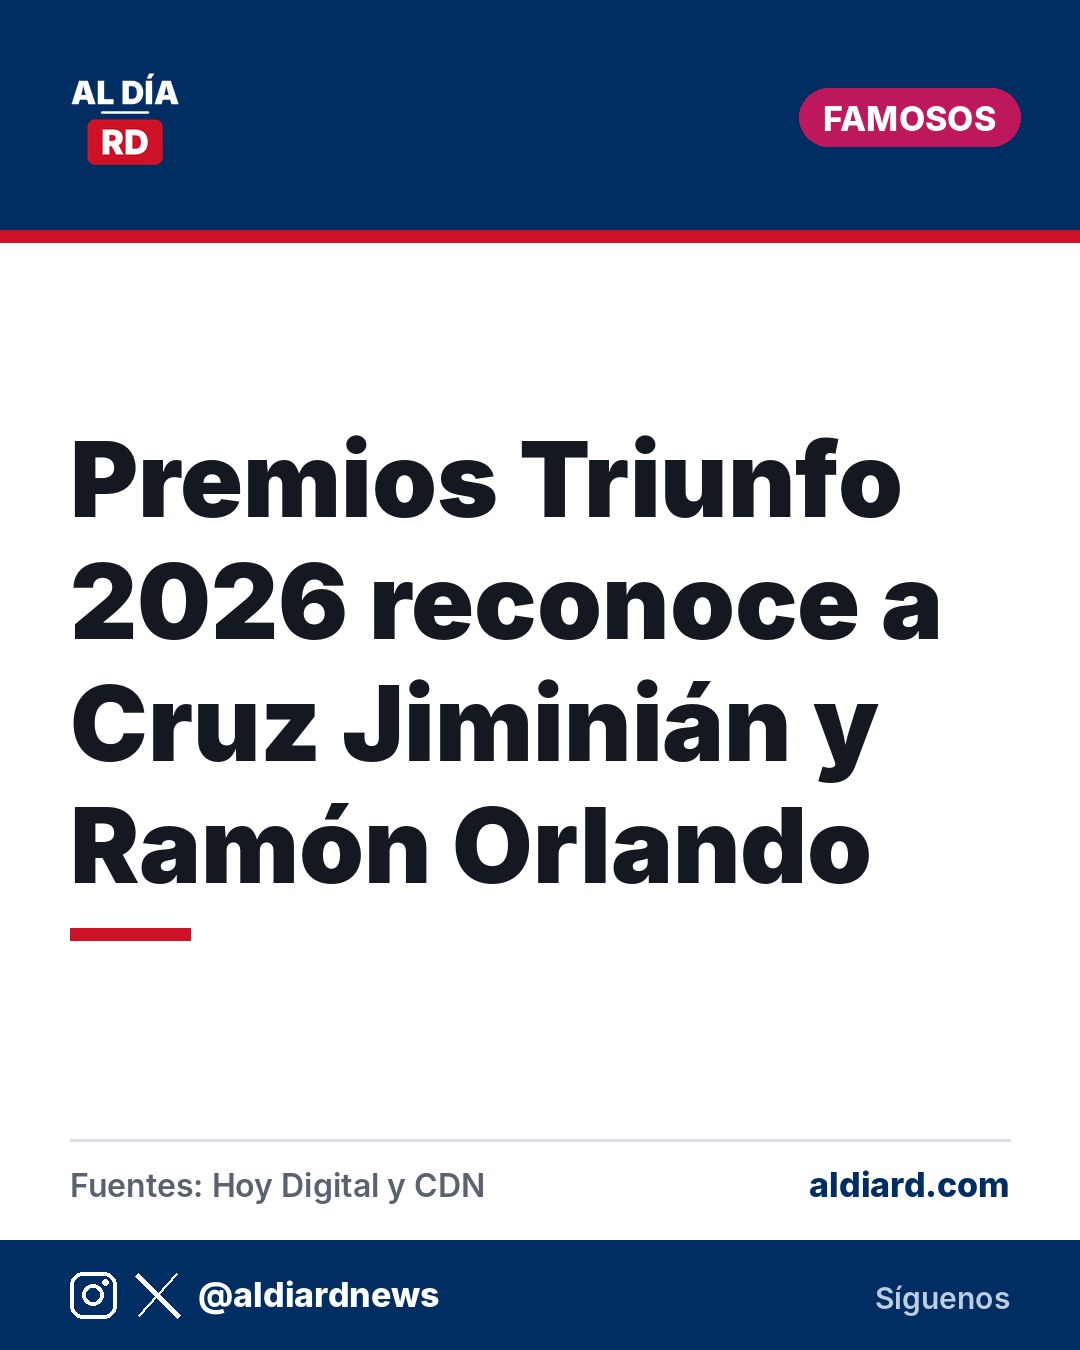 AL DÍA
RD
FAMOSOS
Premios Triunfo
2026 reconoce a
Cruz Jiminián y
Ramón Orlando
Fuentes: Hoy Digital y CDN
aldiard.com
@aldiardnews
Síguenos